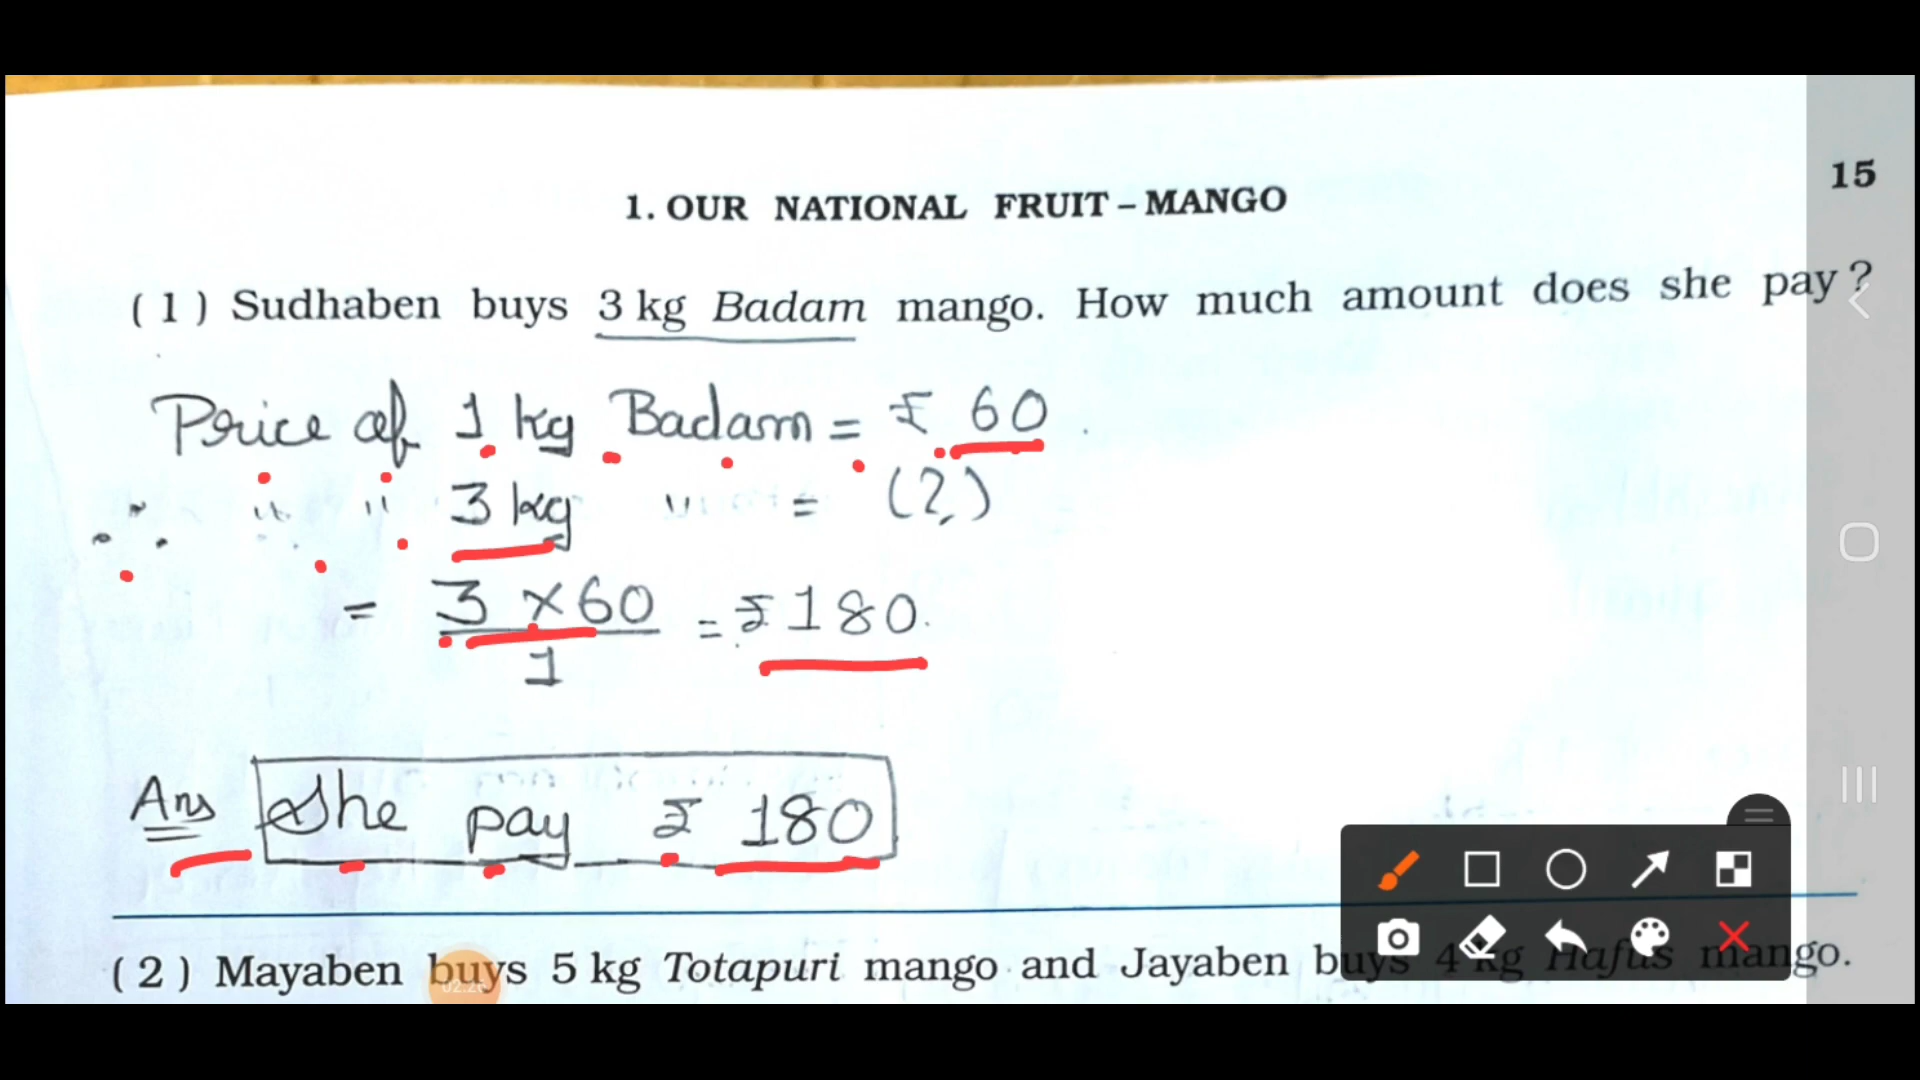 15
1. OUR NATIONAL FRUIT – MANGO
( 1 ) Sudhaben buys 3 kg Badam mango. How much amount does she pay ?
Price of 1 kg Badam = ₹ 60.
∴ " " 3 kg " = (?)
= 3 × 60 / 1 = ₹ 180.
Ans She pay ₹ 180
( 2 ) Mayaben buys 5 kg Totapuri mango and Jayaben buys 4 kg Hafus mango.
02:26